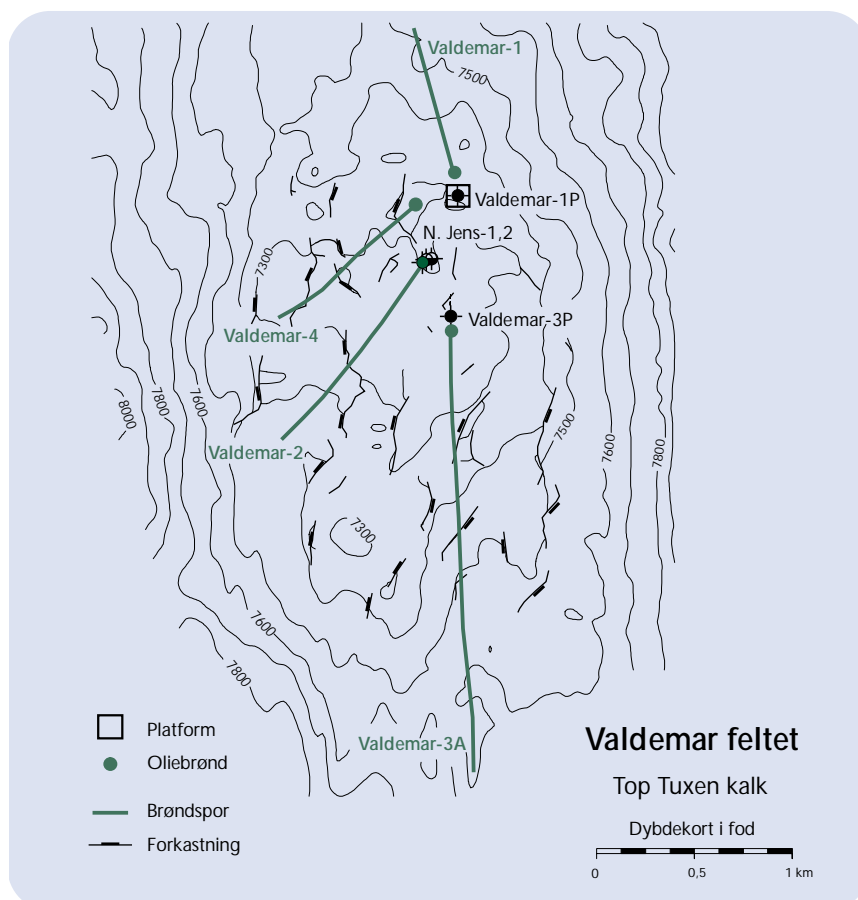 Valdemar-1
7500
Valdemar-1P
N. Jens-1,2
7300
Valdemar-3P
Valdemar-4
8000
7800
7600
7500
7600
7800
Valdemar-2
7300
7600
7800
Valdemar-3A
Platform
Oliebrønd
Brøndspor
Forkastning
Valdemar feltet
Top Tuxen kalk
Dybdekort i fod
0 0,5 1 km